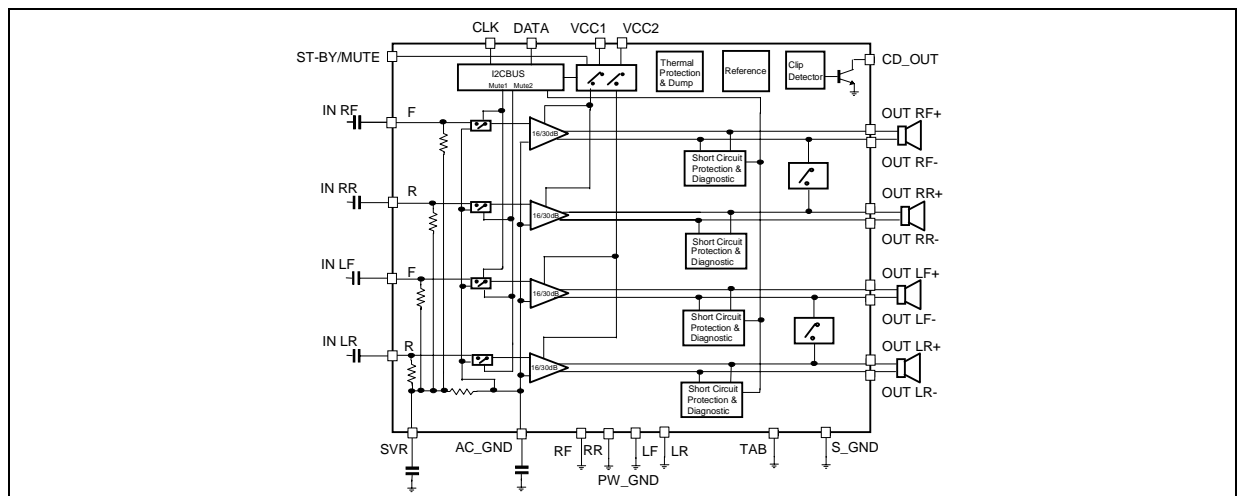 CLK DATA VCC1 VCC2
ST-BY/MUTE
CD_OUT
I2CBUS
Mute1 Mute2
Thermal
Protection
& Dump
Reference
Clip
Detector
IN RF
F
16/30dB
OUT RF+
OUT RF-
Short Circuit
Protection &
Diagnostic
IN RR
R
16/30dB
OUT RR+
OUT RR-
Short Circuit
Protection &
Diagnostic
IN LF
F
16/30dB
OUT LF+
OUT LF-
Short Circuit
Protection &
Diagnostic
IN LR
R
16/30dB
OUT LR+
OUT LR-
Short Circuit
Protection &
Diagnostic
SVR AC_GND RF RR LF LR TAB S_GND
PW_GND